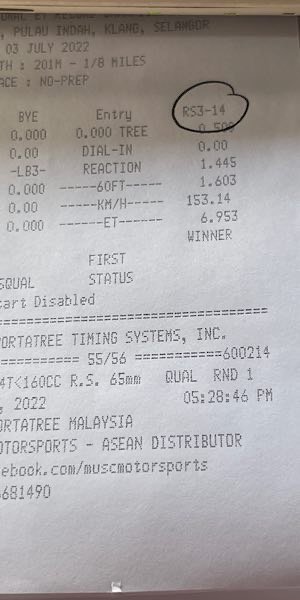 , PULAU INDAH, KLANG, SELANGOR
03 JULY 2022
TH : 201M - 1/8 MILES
ACE : NO-PREP
BYE Entry RS3-14
0.000 0.000 TREE 0.500
0.00 DIAL-IN 0.00
-LB3- REACTION 1.445
0.000 -----60FT----- 1.603
0.00 -----KM/H----- 153.14
0.000 ------ET------ 6.953
WINNER
FIRST
SQUAL STATUS
tart Disabled
ORTATREE TIMING SYSTEMS, INC.
========== 55/56 ===========600214
4T<160CC R.S. 65mm QUAL RND 1
, 2022 05:28:46 PM
ORTATREE MALAYSIA
OTORSPORTS - ASEAN DISTRIBUTOR
ebook.com/muscmotorsports
681490